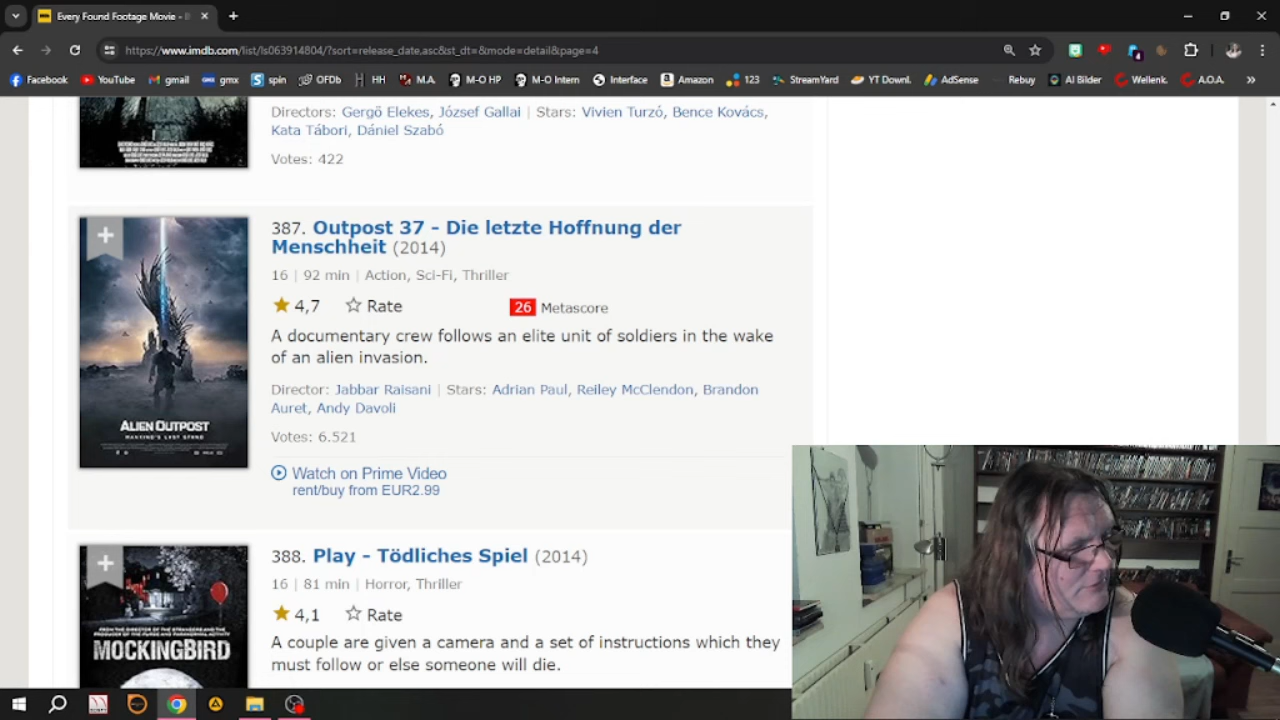 Every Found Footage Movie - I
https://www.imdb.com/list/ls063914804/?sort=release_date,asc&st_dt=&mode=detail&page=4
Facebook YouTube gmail gmx spin OFDb HH M.A. M-O HP M-O Intern Interface Amazon 123 StreamYard YT Downl. AdSense Rebuy AI Bilder Wellenk. A.O.A.
Directors: Gergö Elekes, József Gallai | Stars: Vivien Turzó, Bence Kovács,
Kata Tábori, Dániel Szabó
Votes: 422
387. Outpost 37 - Die letzte Hoffnung der
Menschheit (2014)
16 | 92 min | Action, Sci-Fi, Thriller
4,7 Rate 26 Metascore
A documentary crew follows an elite unit of soldiers in the wake
of an alien invasion.
Director: Jabbar Raisani | Stars: Adrian Paul, Reiley McClendon, Brandon
Auret, Andy Davoli
Votes: 6.521
ALIEN OUTPOST
MANKIND'S LAST STAND
Watch on Prime Video
rent/buy from EUR2.99
388. Play - Tödliches Spiel (2014)
16 | 81 min | Horror, Thriller
4,1 Rate
A couple are given a camera and a set of instructions which they
must follow or else someone will die.
MOCKINGBIRD